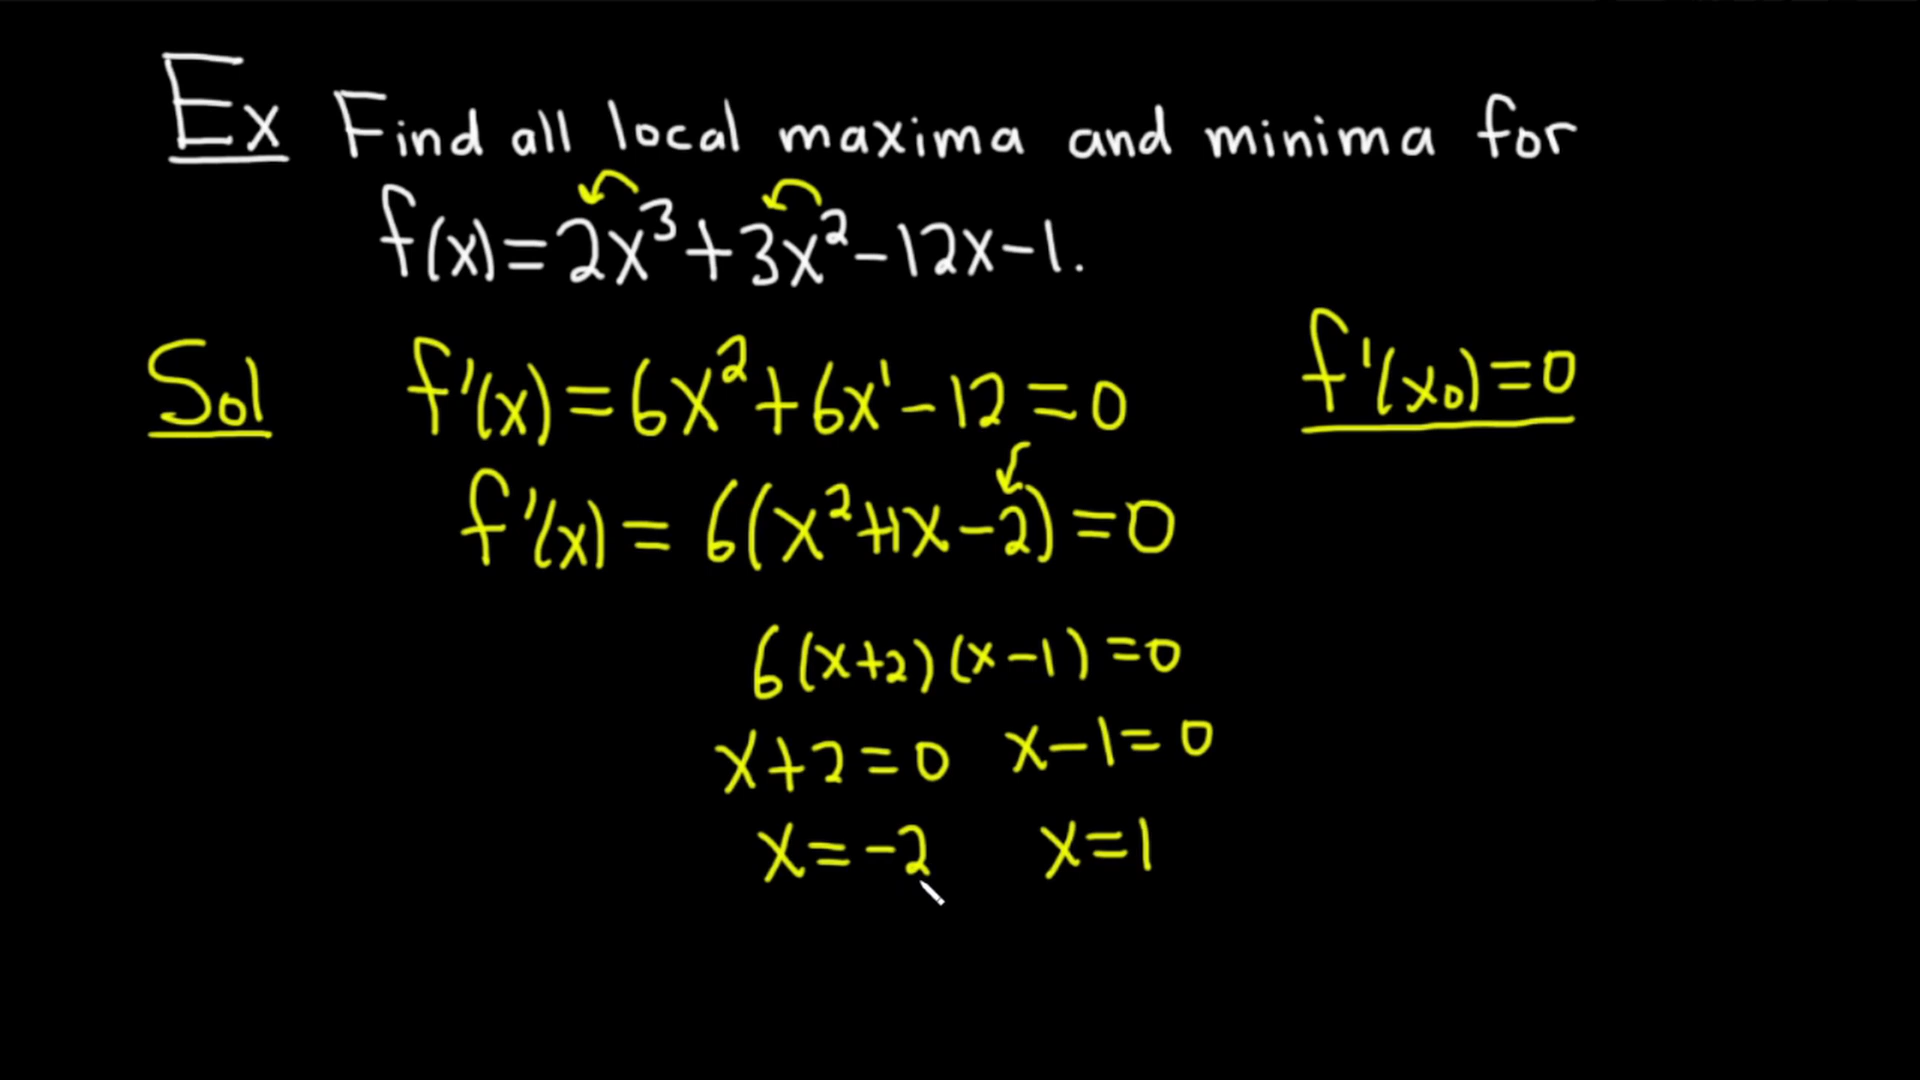 Ex Find all local maxima and minima for
f(x)=2x³+3x²-12x-1.
Sol f'(x)=6x²+6x¹-12=0 f'(x₀)=0
f'(x)=6(x²+1x-2)=0
6(x+2)(x-1)=0
x+2=0 x-1=0
x=-2 x=1